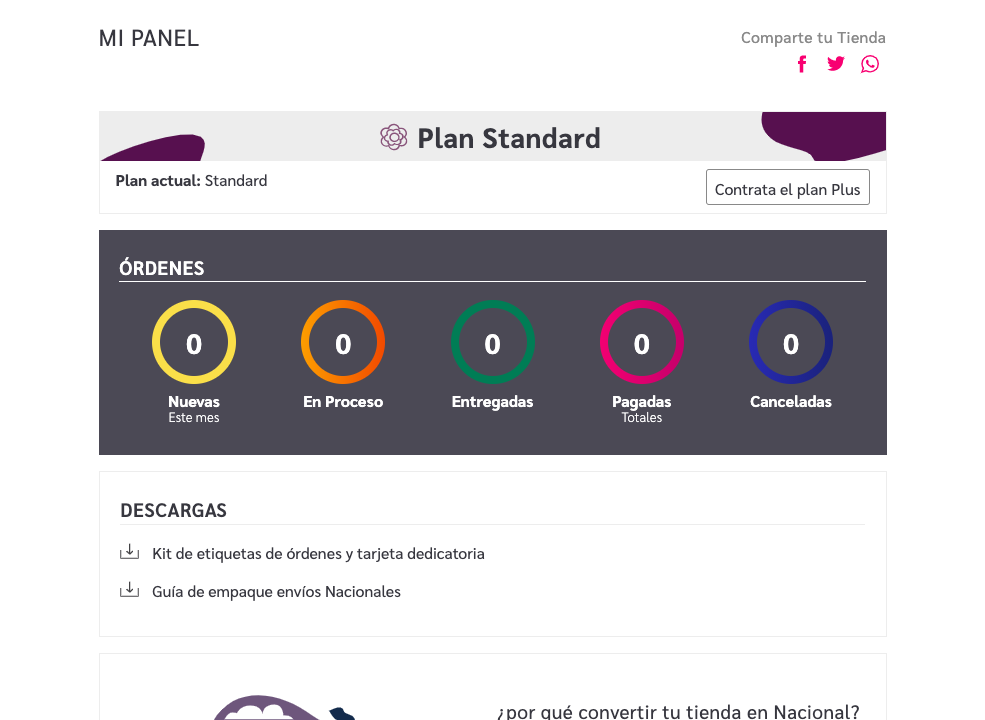 MI PANEL
Comparte tu Tienda
Plan Standard
Plan actual: Standard
Contrata el plan Plus
ÓRDENES
0 0 0 0 0
Nuevas En Proceso Entregadas Pagadas Canceladas
Este mes Totales
DESCARGAS
Kit de etiquetas de órdenes y tarjeta dedicatoria
Guía de empaque envíos Nacionales
¿por qué convertir tu tienda en Nacional?